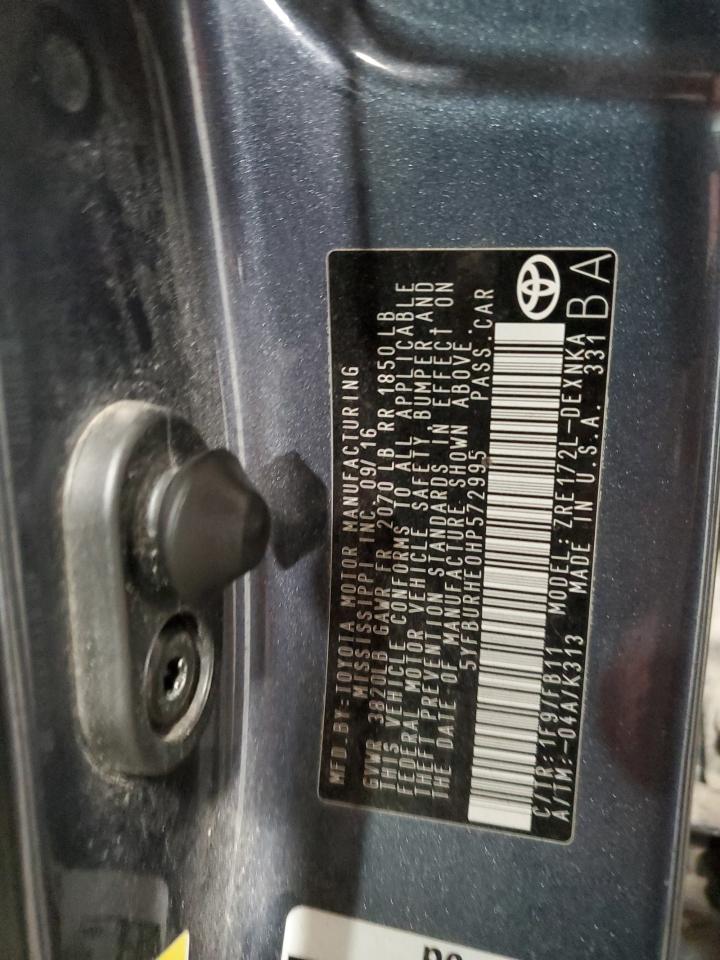 MFD BY:TOYOTA MOTOR MANUFACTURING
MISSISSIPPI INC. 09/16
GVWR 3820LB GAWR FR 2070 LB RR 1850 LB
THIS VEHICLE CONFORMS TO ALL APPLICABLE
FEDERAL MOTOR VEHICLE SAFETY, BUMPER, AND
THEFT PREVENTION STANDARDS IN EFFECT ON
THE DATE OF MANUFACTURE SHOWN ABOVE.
5YFBURHE0HP572995 PASS. CAR
C/TR: 1F9/FB11 MODEL: ZRE172L-DEXNKA
A/TM:-04A/K313 MADE IN U.S.A. 331 BA